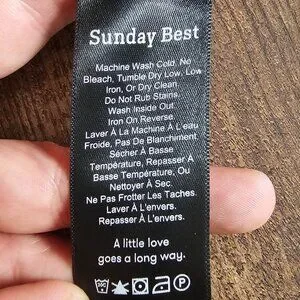 Sunday Best
Machine Wash Cold, No
Bleach, Tumble Dry Low, Low
Iron, Or Dry Clean.
Do Not Rub Stains.
Wash Inside Out.
Iron On Reverse.
Laver À La Machine À L'eau
Froide, Pas De Blanchiment
Sécher À Basse
Température, Repasser À
Basse Température, Ou
Nettoyer À Sec.
Ne Pas Frotter Les Taches.
Laver À L'envers.
Repasser À L'envers.
A little love
goes a long way.